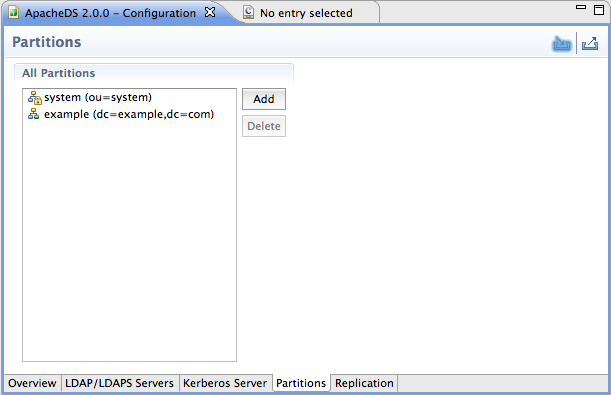 ApacheDS 2.0.0 - Configuration
No entry selected
Partitions
All Partitions
system (ou=system)
example (dc=example,dc=com)
Add
Delete
Overview
LDAP/LDAPS Servers
Kerberos Server
Partitions
Replication